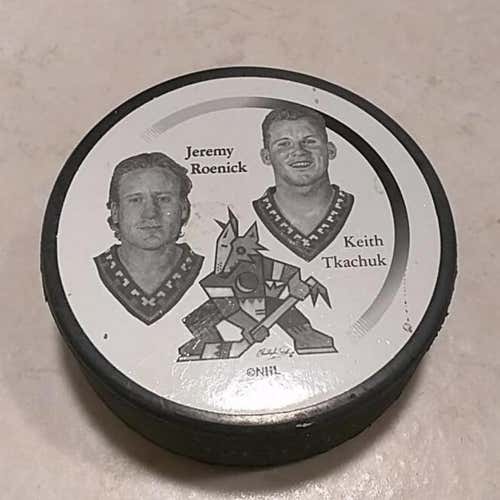 Jeremy
Roenick
Keith
Tkachuk
©NHL